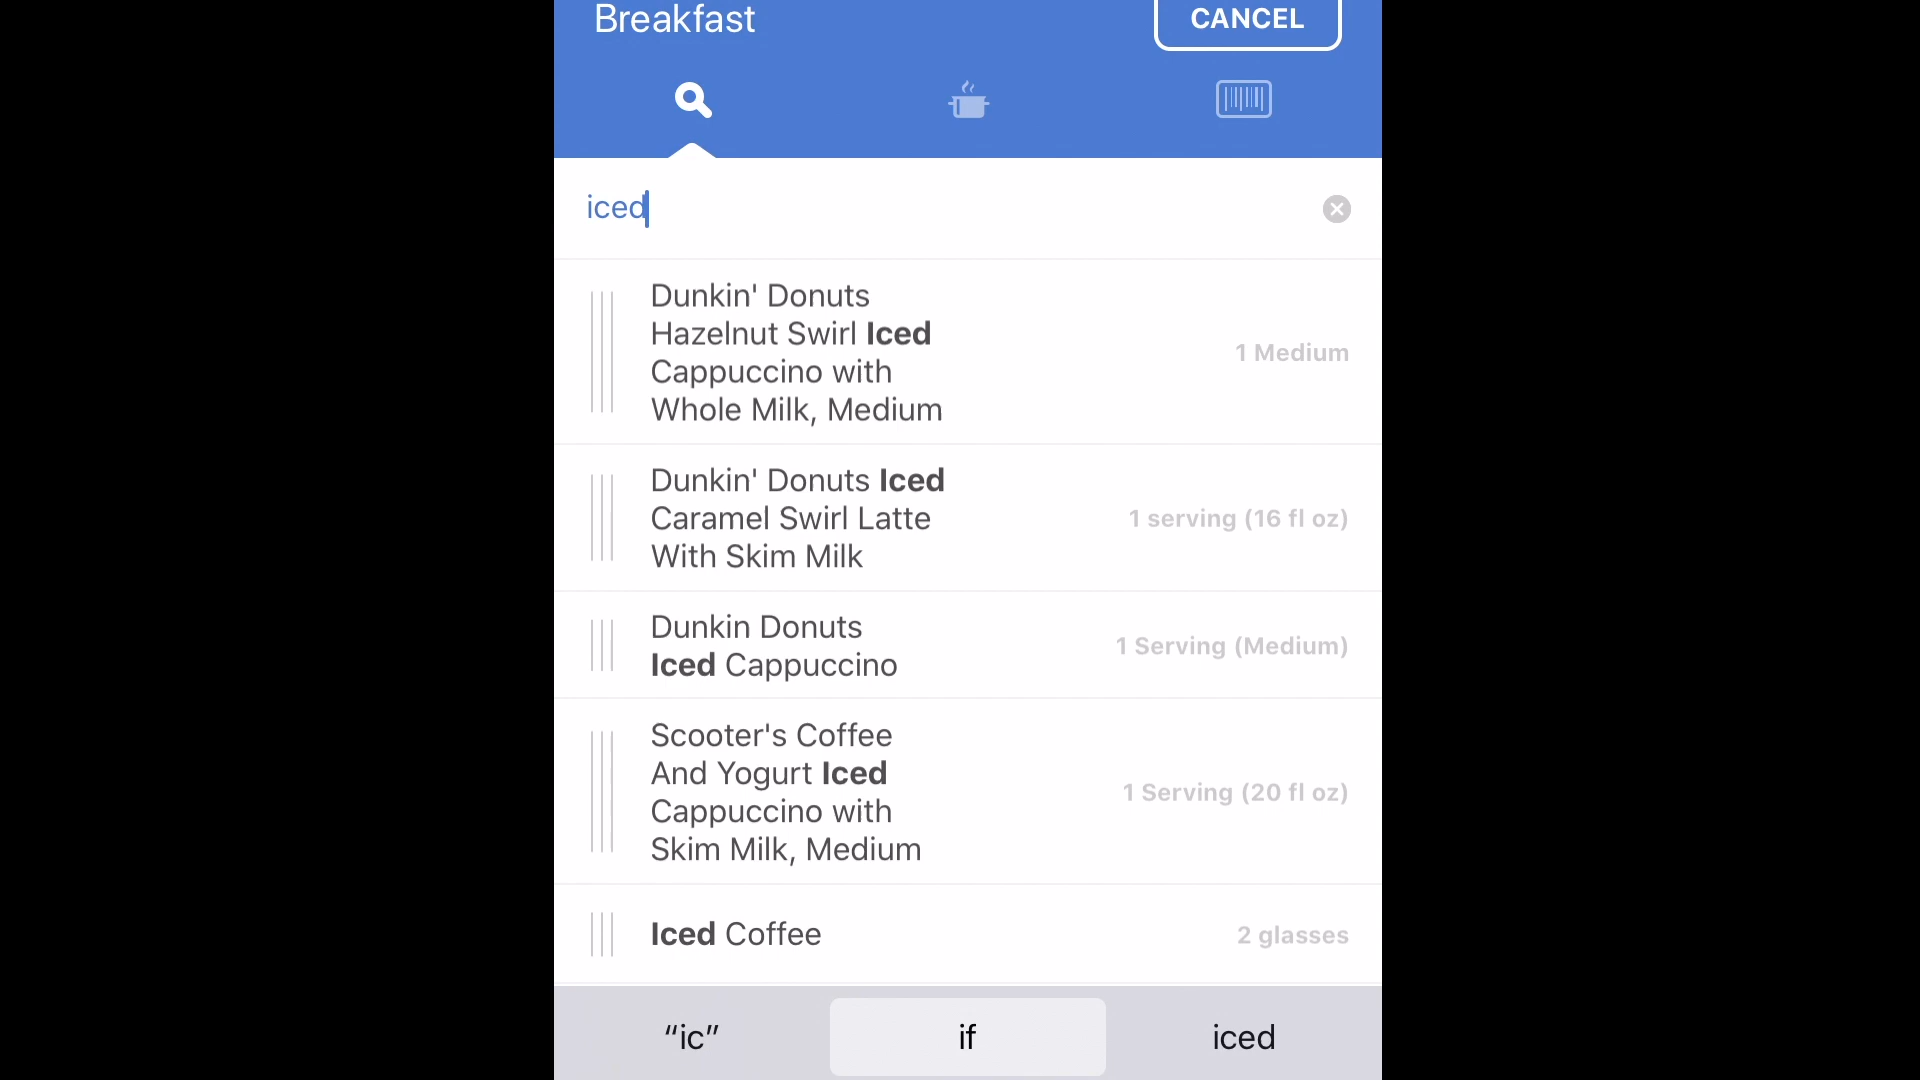 Breakfast
CANCEL
iced
Dunkin' Donuts
Hazelnut Swirl Iced
Cappuccino with
Whole Milk, Medium
1 Medium
Dunkin' Donuts Iced
Caramel Swirl Latte
With Skim Milk
1 serving (16 fl oz)
Dunkin Donuts
Iced Cappuccino
1 Serving (Medium)
Scooter's Coffee
And Yogurt Iced
Cappuccino with
Skim Milk, Medium
1 Serving (20 fl oz)
Iced Coffee
2 glasses
“ic”
if
iced